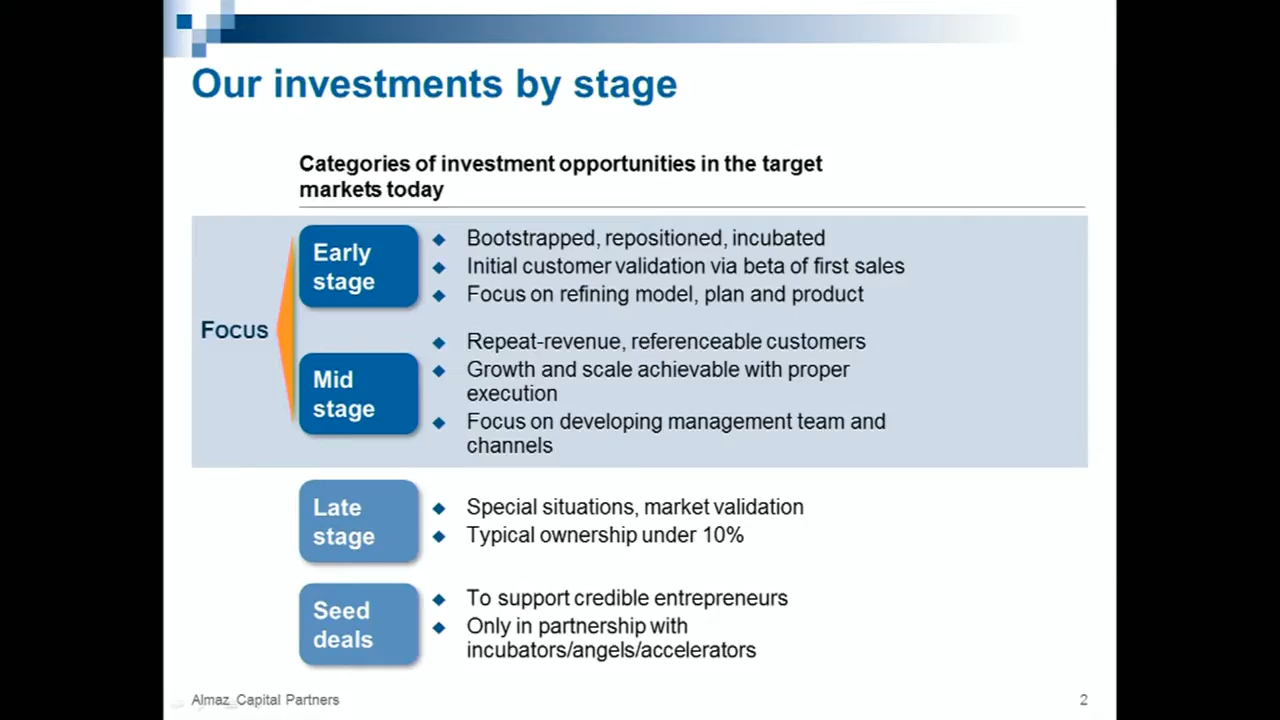 Our investments by stage
Categories of investment opportunities in the target
markets today
Focus
Early
stage
Bootstrapped, repositioned, incubated
Initial customer validation via beta of first sales
Focus on refining model, plan and product
Mid
stage
Repeat-revenue, referenceable customers
Growth and scale achievable with proper
execution
Focus on developing management team and
channels
Late
stage
Special situations, market validation
Typical ownership under 10%
Seed
deals
To support credible entrepreneurs
Only in partnership with
incubators/angels/accelerators
Almaz Capital Partners
2